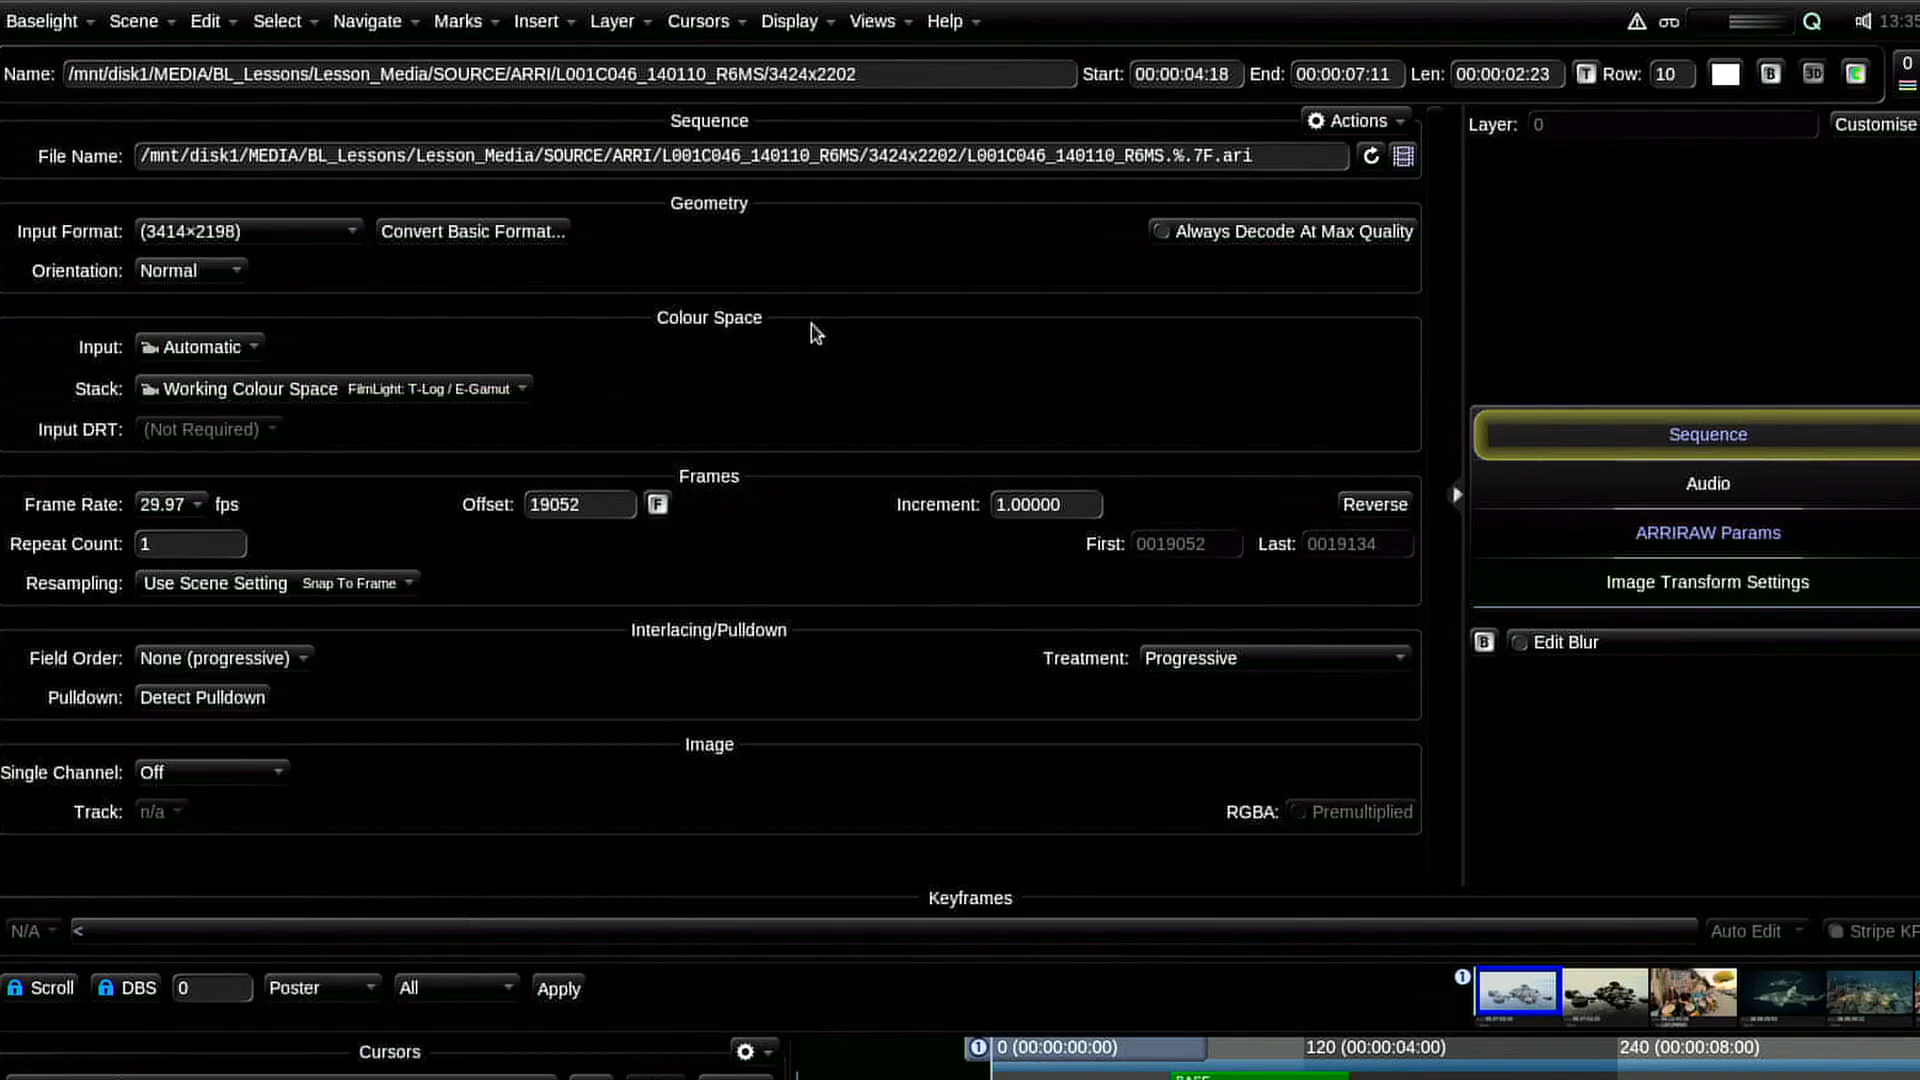 Baselight Scene Edit Select Navigate Marks Insert Layer Cursors Display Views Help 13:35
Name: /mnt/disk1/MEDIA/BL_Lessons/Lesson_Media/SOURCE/ARRI/L001C046_140110_R6MS/3424x2202 Start: 00:00:04:18 End: 00:00:07:11 Len: 00:00:02:23 T Row: 10 B 3D C 0
Sequence Actions
Layer: 0 Customise
File Name: /mnt/disk1/MEDIA/BL_Lessons/Lesson_Media/SOURCE/ARRI/L001C046_140110_R6MS/3424x2202/L001C046_140110_R6MS.%.7F.ari
Geometry
Input Format: (3414×2198) Convert Basic Format... Always Decode At Max Quality
Orientation: Normal
Colour Space
Input: Automatic
Stack: Working Colour Space FilmLight: T-Log / E-Gamut
Input DRT: (Not Required)
Sequence
Audio
ARRIRAW Params
Image Transform Settings
B Edit Blur
Frames
Frame Rate: 29.97 fps Offset: 19052 F Increment: 1.00000 Reverse
Repeat Count: 1 First: 0019052 Last: 0019134
Resampling: Use Scene Setting Snap To Frame
Interlacing/Pulldown
Field Order: None (progressive) Treatment: Progressive
Pulldown: Detect Pulldown
Image
Single Channel: Off
Track: n/a RGBA: Premultiplied
Keyframes
N/A < Auto Edit Stripe KF
Scroll DBS 0 Poster All Apply 1
Cursors 1 0 (00:00:00:00) 120 (00:00:04:00) 240 (00:00:08:00)